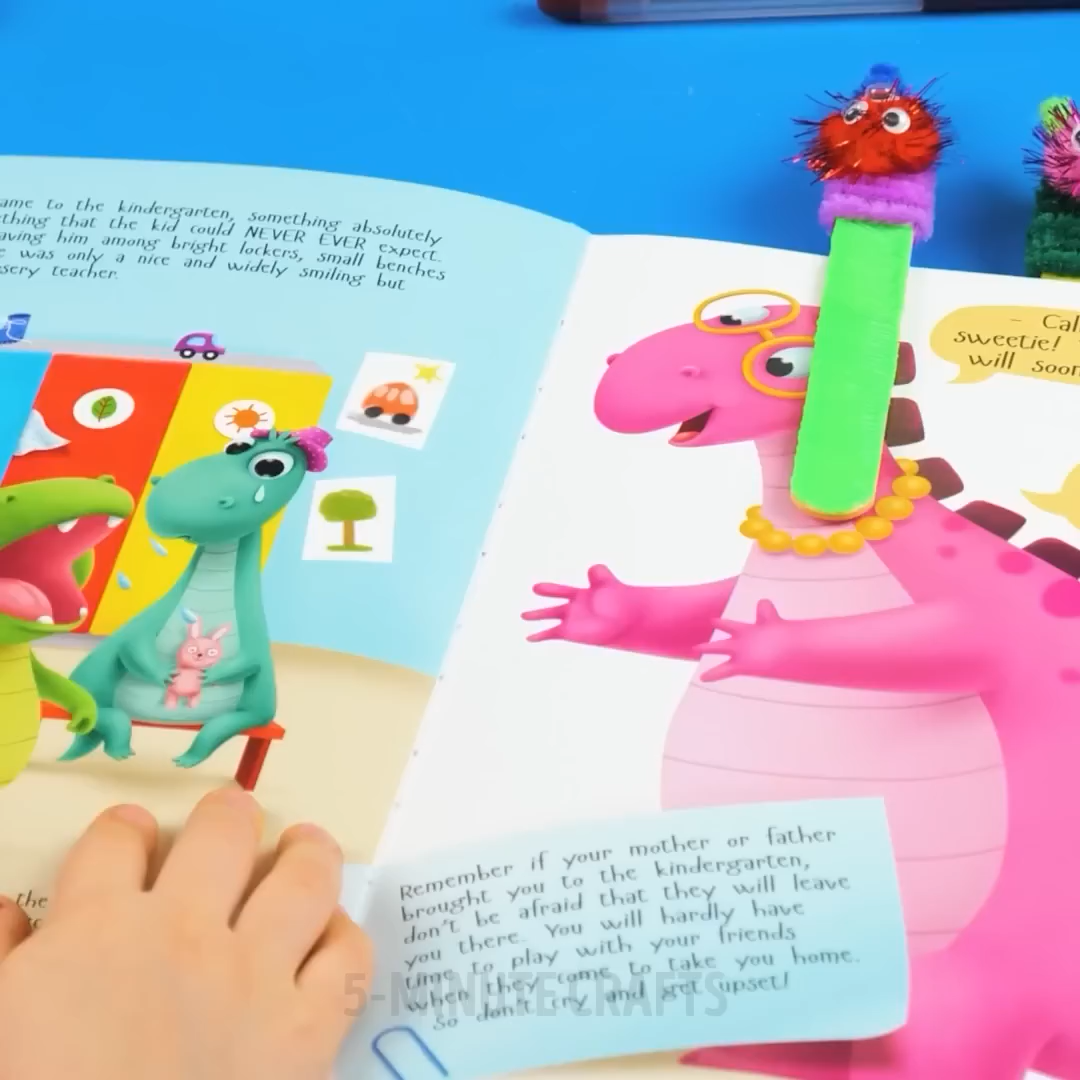 came to the kindergarten, something absolutely
thing that the kid could NEVER EVER expect.
aving him among bright lockers, small benches
was only a nice and widely smiling but
teacher.
- Cal
sweetie!
will soon
the
Remember if your mother or father
brought you to the kindergarten,
don't be afraid that they will leave
you there. You will hardly have
time to play with your friends
when they come to take you home.
So don't cry and get upset!
5-MINUTE CRAFTS